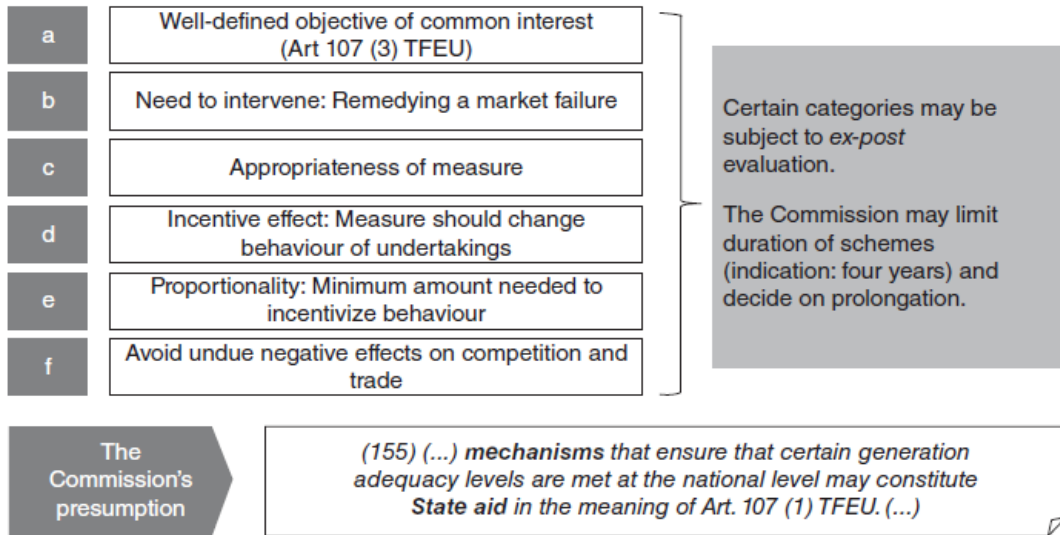 a
Well-defined objective of common interest
(Art 107 (3) TFEU)
b
Need to intervene: Remedying a market failure
c
Appropriateness of measure
d
Incentive effect: Measure should change
behaviour of undertakings
e
Proportionality: Minimum amount needed to
incentivize behaviour
f
Avoid undue negative effects on competition and
trade
Certain categories may be
subject to ex-post
evaluation.
The Commission may limit
duration of schemes
(indication: four years) and
decide on prolongation.
The
Commission's
presumption
(155) (...) mechanisms that ensure that certain generation
adequacy levels are met at the national level may constitute
State aid in the meaning of Art. 107 (1) TFEU. (...)